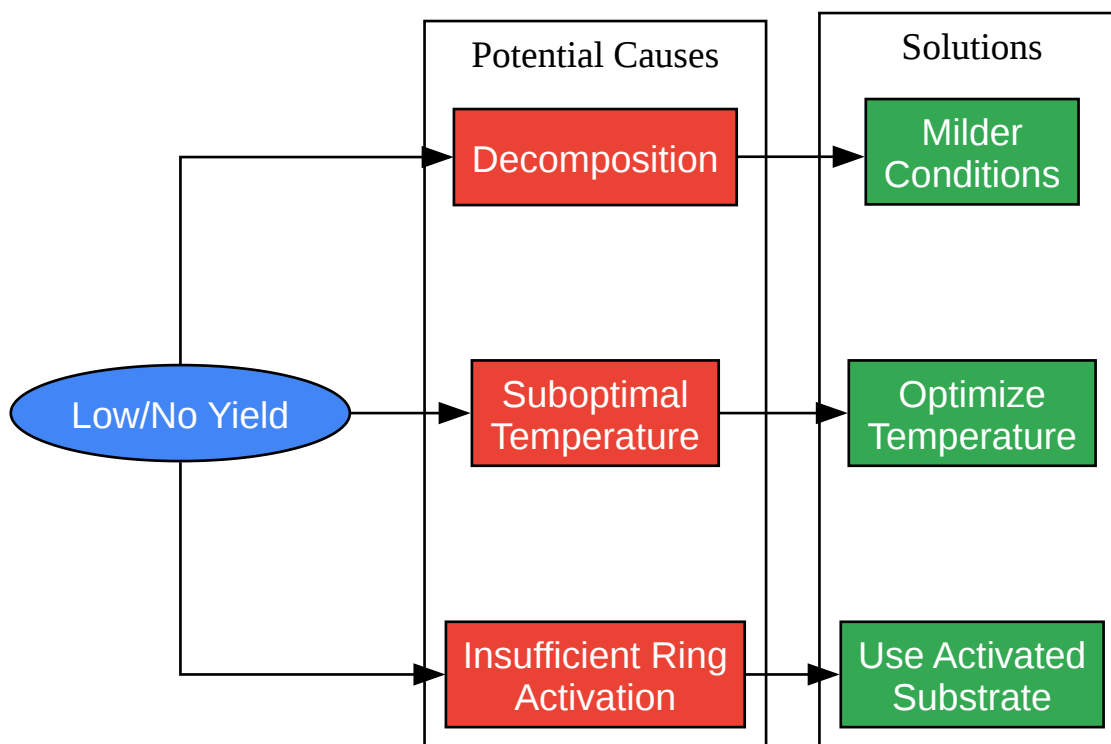 Potential Causes
Solutions
Decomposition
Milder
Conditions
Low/No Yield
Suboptimal
Temperature
Optimize
Temperature
Insufficient Ring
Activation
Use Activated
Substrate